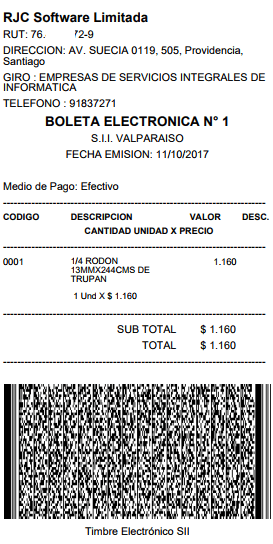 RJC Software Limitada
RUT: 76. 72-9
DIRECCION: AV. SUECIA 0119, 505, Providencia,
Santiago
GIRO : EMPRESAS DE SERVICIOS INTEGRALES DE
INFORMATICA
TELEFONO : 91837271
BOLETA ELECTRONICA N° 1
S.I.I. VALPARAISO
FECHA EMISION: 11/10/2017
Medio de Pago: Efectivo
CODIGO DESCRIPCION VALOR DESC.
CANTIDAD UNIDAD X PRECIO
0001 1/4 RODON 1.160
13MMX244CMS DE
TRUPAN
1 Und X $ 1.160
SUB TOTAL $ 1.160
TOTAL $ 1.160
Timbre Electrónico SII